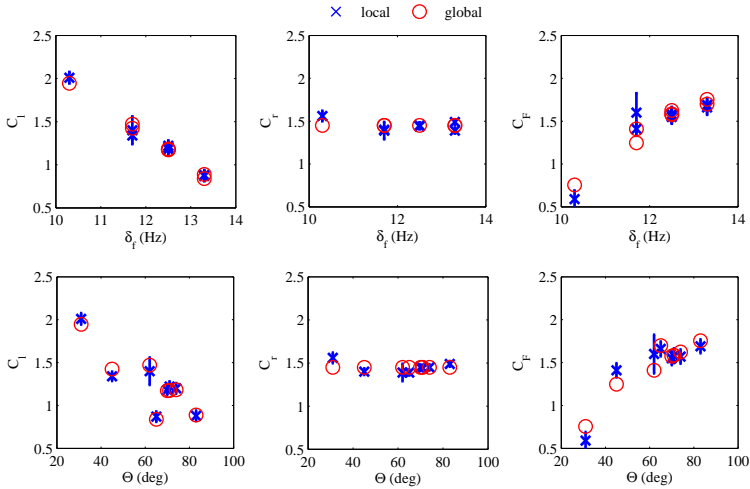 local global
2.5 2.5 2.5
2 2 2
C_l C_r C_F
1.5 1.5 1.5
1 1 1
0.5 0.5 0.5
10 11 12 13 14 10 12 14 10 12 14
δ_f (Hz) δ_f (Hz) δ_f (Hz)
2.5 2.5 2.5
2 2 2
C_l C_r C_F
1.5 1.5 1.5
1 1 1
0.5 0.5 0.5
20 40 60 80 100 20 40 60 80 100 20 40 60 80 100
Θ (deg) Θ (deg) Θ (deg)